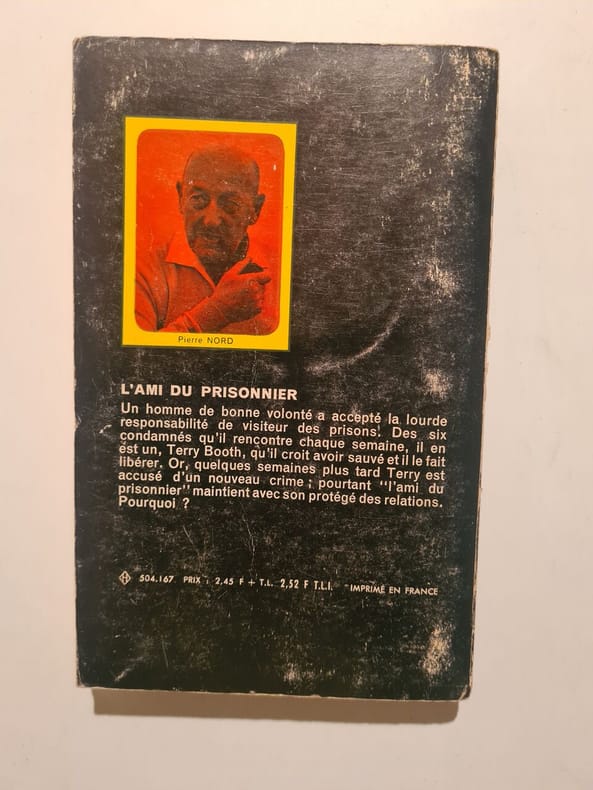 Pierre NORD
L'AMI DU PRISONNIER
Un homme de bonne volonté a accepté la lourde
responsabilité de visiteur des prisons. Des six
condamnés qu'il rencontre chaque semaine, il en
est un, Terry Booth, qu'il croit avoir sauvé et il le fait
libérer. Or, quelques semaines plus tard Terry est
accusé d'un nouveau crime ; pourtant "l'ami du
prisonnier" maintient avec son protégé des relations.
Pourquoi ?
504.167 PRIX : 2,45 F + T.L. 2,52 F T.L.I. IMPRIMÉ EN FRANCE